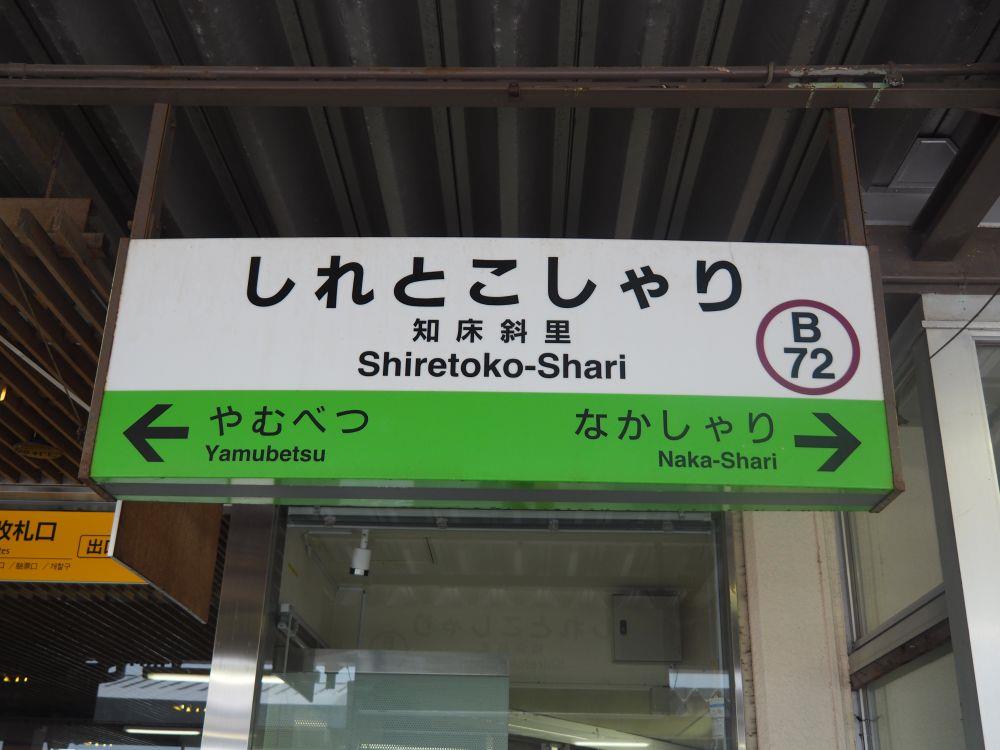 しれとこしゃり
知床斜里
Shiretoko-Shari
B
72
やむべつ
Yamubetsu
なかしゃり
Naka-Shari
改札口
出口